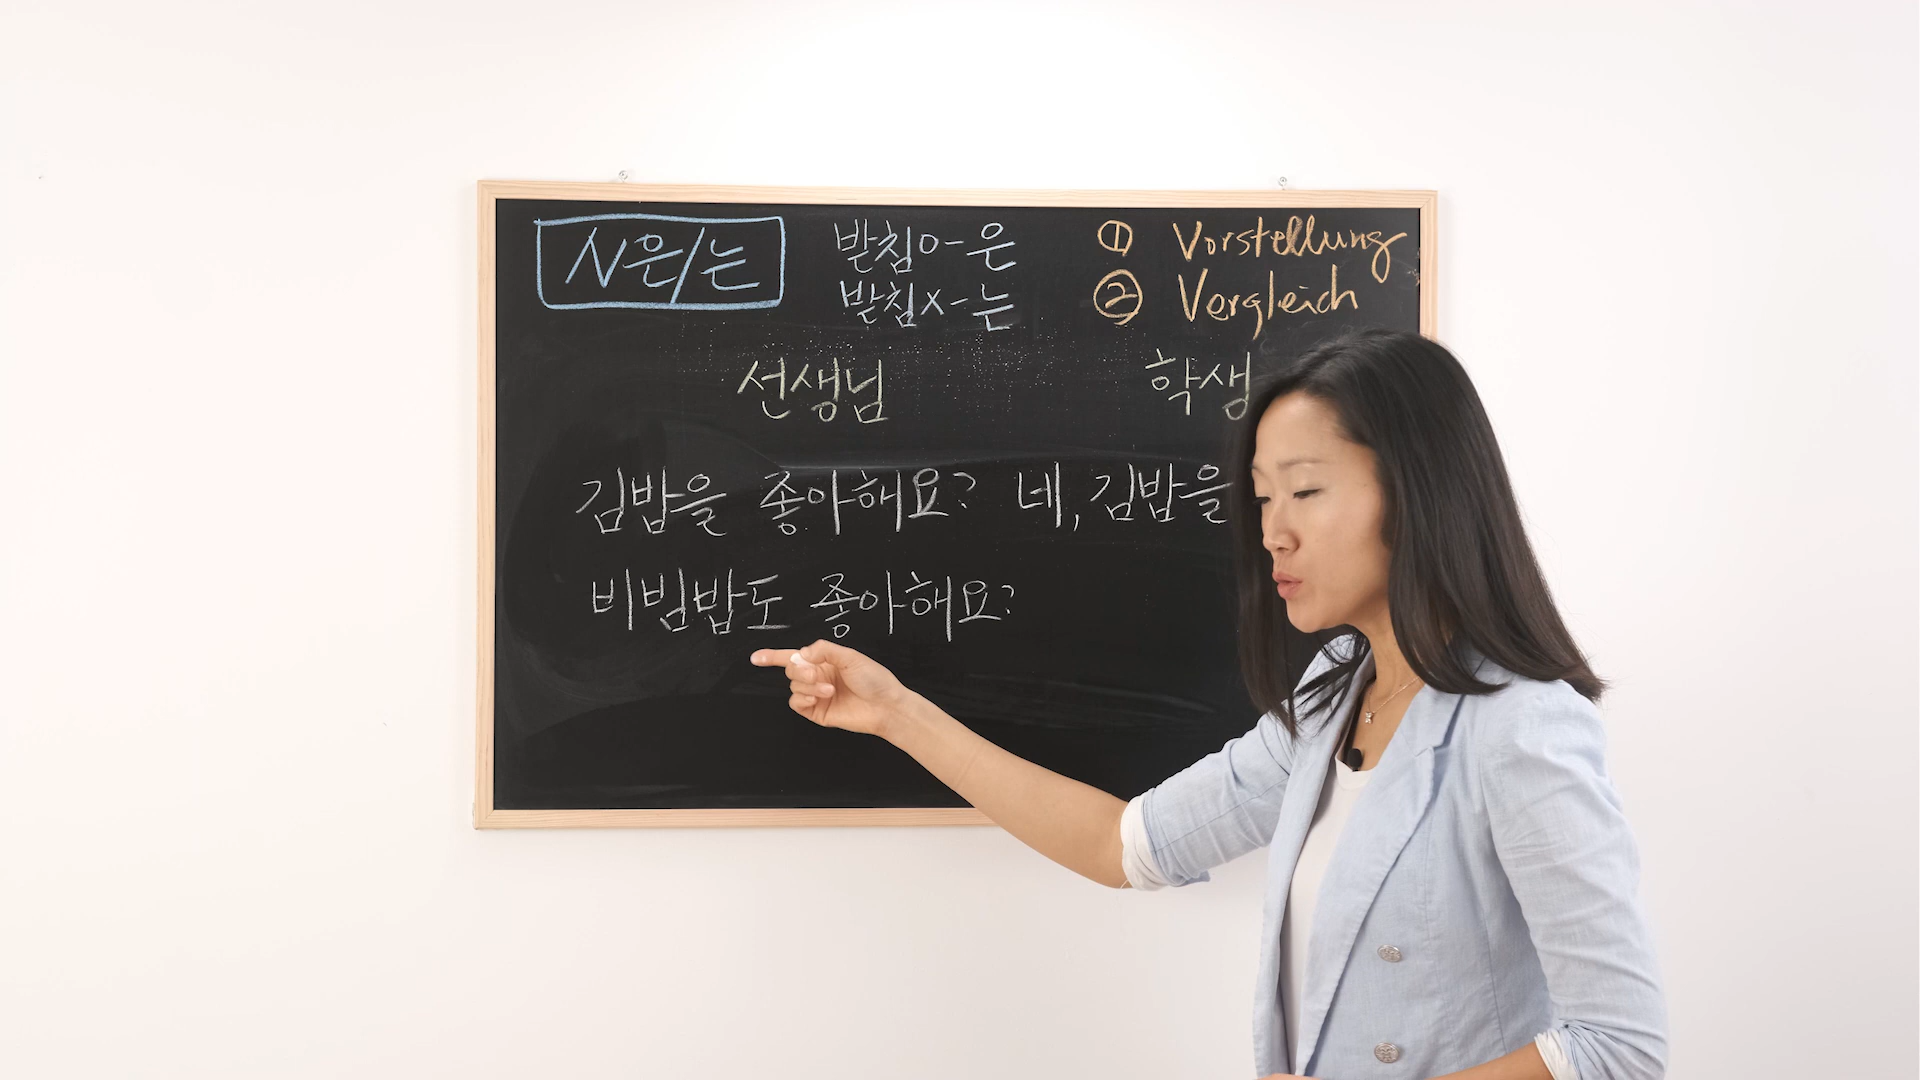 N은/는
받침o-은
받침x-는
① Vorstellung
② Vergleich
선생님
학생
김밥을 좋아해요? 네, 김밥을
비빔밥도 좋아해요?